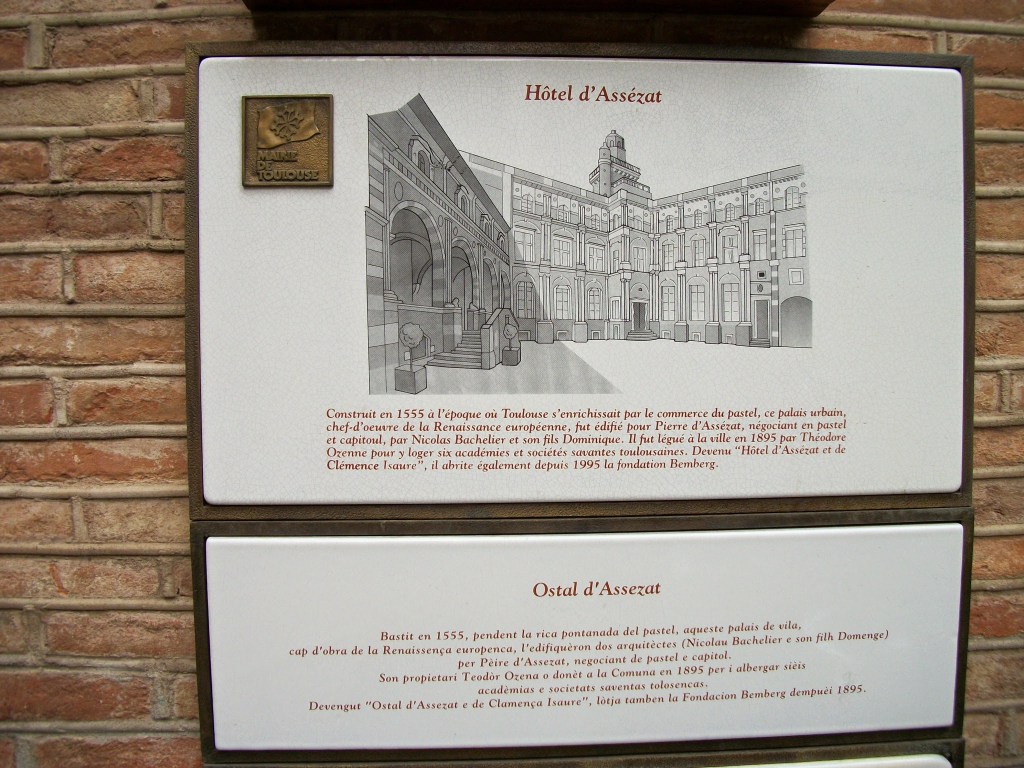 Hôtel d'Assézat
MAIRIE
DE
TOULOUSE
Construit en 1555 à l'époque où Toulouse s'enrichissait par le commerce du pastel, ce palais urbain,
chef-d'oeuvre de la Renaissance européenne, fut édifié pour Pierre d'Assézat, négociant en pastel
et capitoul, par Nicolas Bachelier et son fils Dominique. Il fut légué à la ville en 1895 par Théodore
Ozenne pour y loger six académies et sociétés savantes toulousaines. Devenu "Hôtel d'Assézat et de
Clémence Isaure", il abrite également depuis 1995 la fondation Bemberg.
Ostal d'Assezat
Bastit en 1555, pendent la rica pontanada del pastel, aqueste palais de vila,
cap d'obra de la Renaissença europenca, l'edifiquèron dos arquitèctes (Nicolau Bachelier e son filh Domenge)
per Pèire d'Assezat, negociant de pastel e capitol.
Son propietari Teodòr Ozena o donèt a la Comuna en 1895 per i albergar sièis
acadèmias e societats saventas tolosencas.
Devengut "Ostal d'Assezat e de Clamença Isaure", lòtja tamben la Fondacion Bemberg dempuèi 1895.